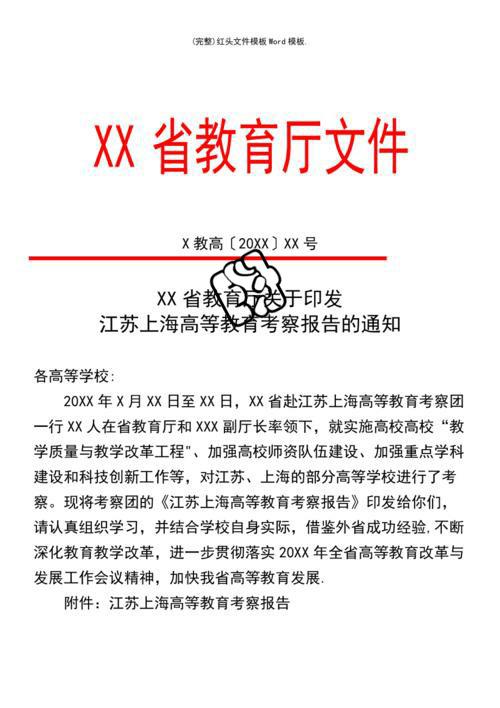 (完整)红头文件模板Word模板.
XX 省教育厅文件
X 教高〔20XX〕XX 号
XX 省教育厅关于印发
江苏上海高等教育考察报告的通知
各高等学校:
20XX 年 X 月 XX 日至 XX 日，XX 省赴江苏上海高等教育考察团
一行 XX 人在省教育厅和 XXX 副厅长率领下，就实施高校高校“教
学质量与教学改革工程"、加强高校师资队伍建设、加强重点学科
建设和科技创新工作等，对江苏、上海的部分高等学校进行了考
察。现将考察团的《江苏上海高等教育考察报告》印发给你们，
请认真组织学习，并结合学校自身实际，借鉴外省成功经验,不断
深化教育教学改革，进一步贯彻落实 20XX 年全省高等教育改革与
发展工作会议精神，加快我省高等教育发展.
附件：江苏上海高等教育考察报告